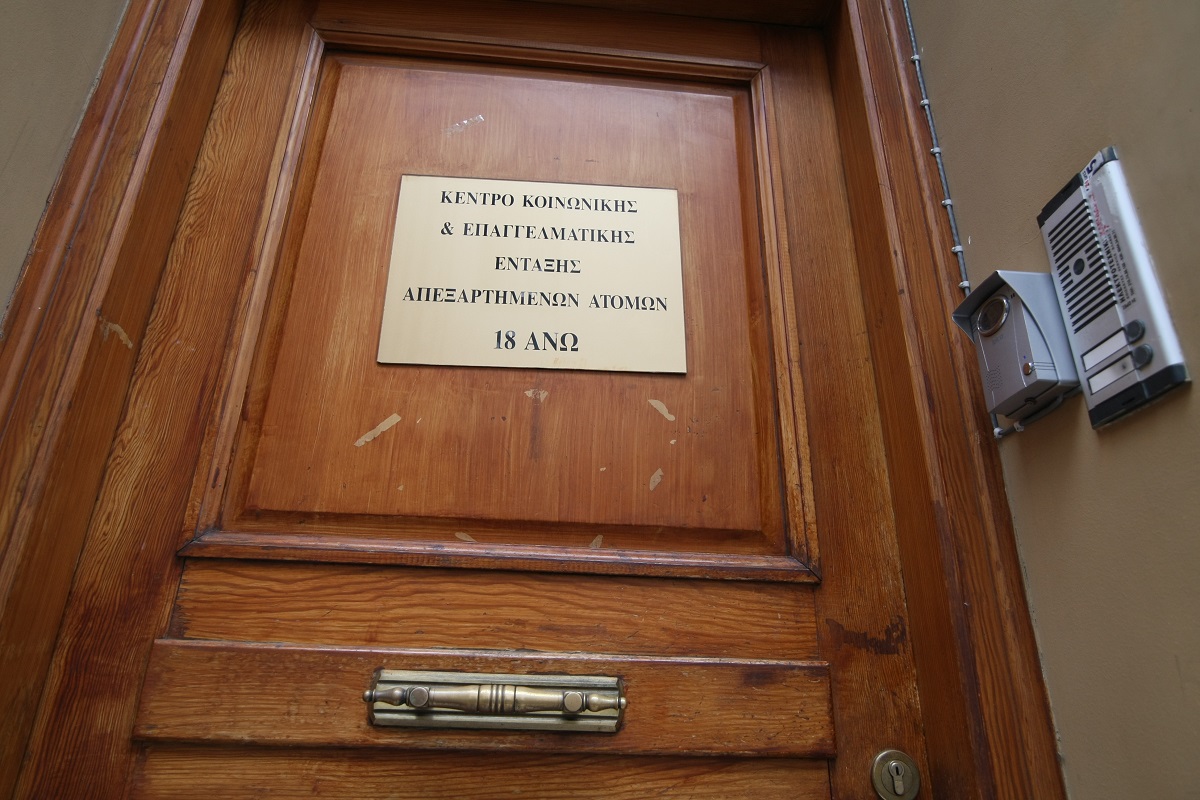 ΚΕΝΤΡΟ ΚΟΙΝΩΝΙΚΗΣ
& ΕΠΑΓΓΕΛΜΑΤΙΚΗΣ
ΕΝΤΑΞΗΣ
ΑΠΕΞΑΡΤΗΜΕΝΩΝ ΑΤΟΜΩΝ
18 ΑΝΩ